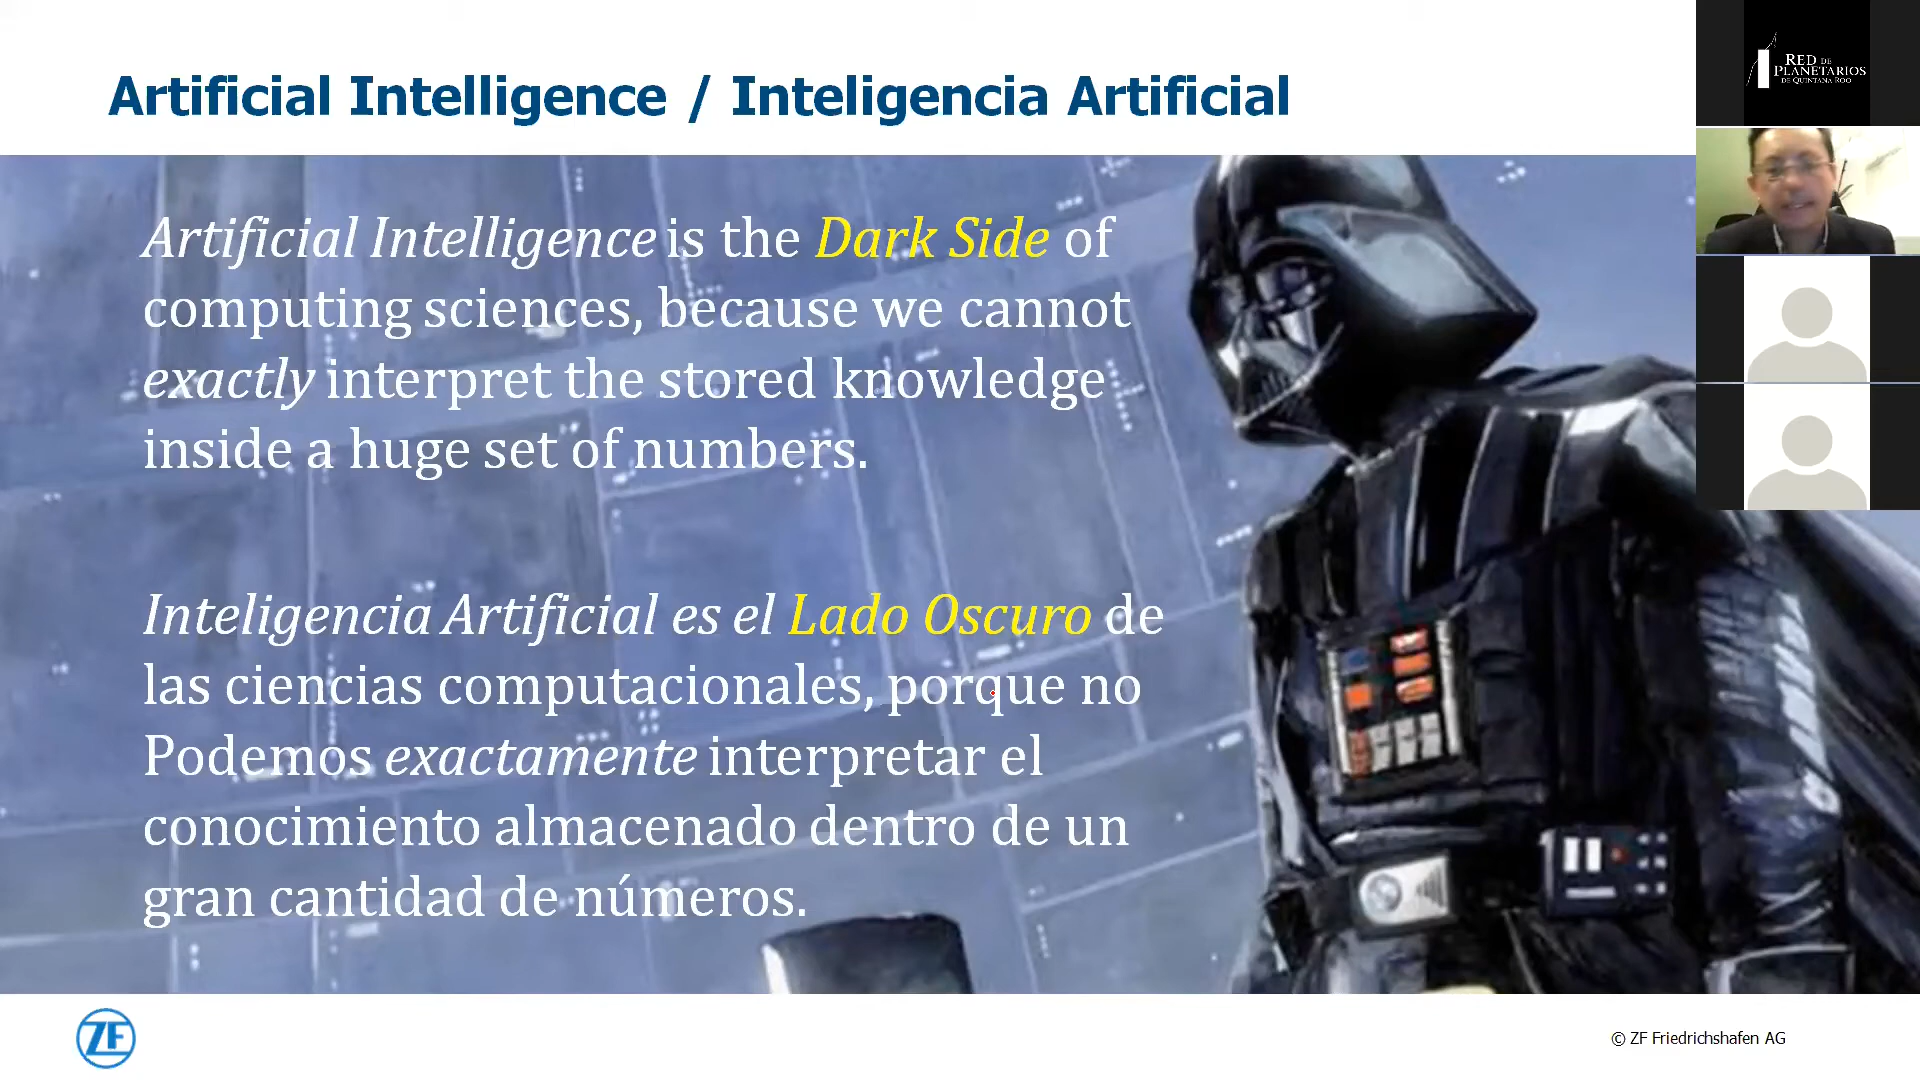 Artificial Intelligence / Inteligencia Artificial
RED DE
PLANETARIOS
DE QUINTANA ROO
Artificial Intelligence is the Dark Side of
computing sciences, because we cannot
exactly interpret the stored knowledge
inside a huge set of numbers.
Inteligencia Artificial es el Lado Oscuro de
las ciencias computacionales, porque no
Podemos exactamente interpretar el
conocimiento almacenado dentro de un
gran cantidad de números.
ZF
© ZF Friedrichshafen AG